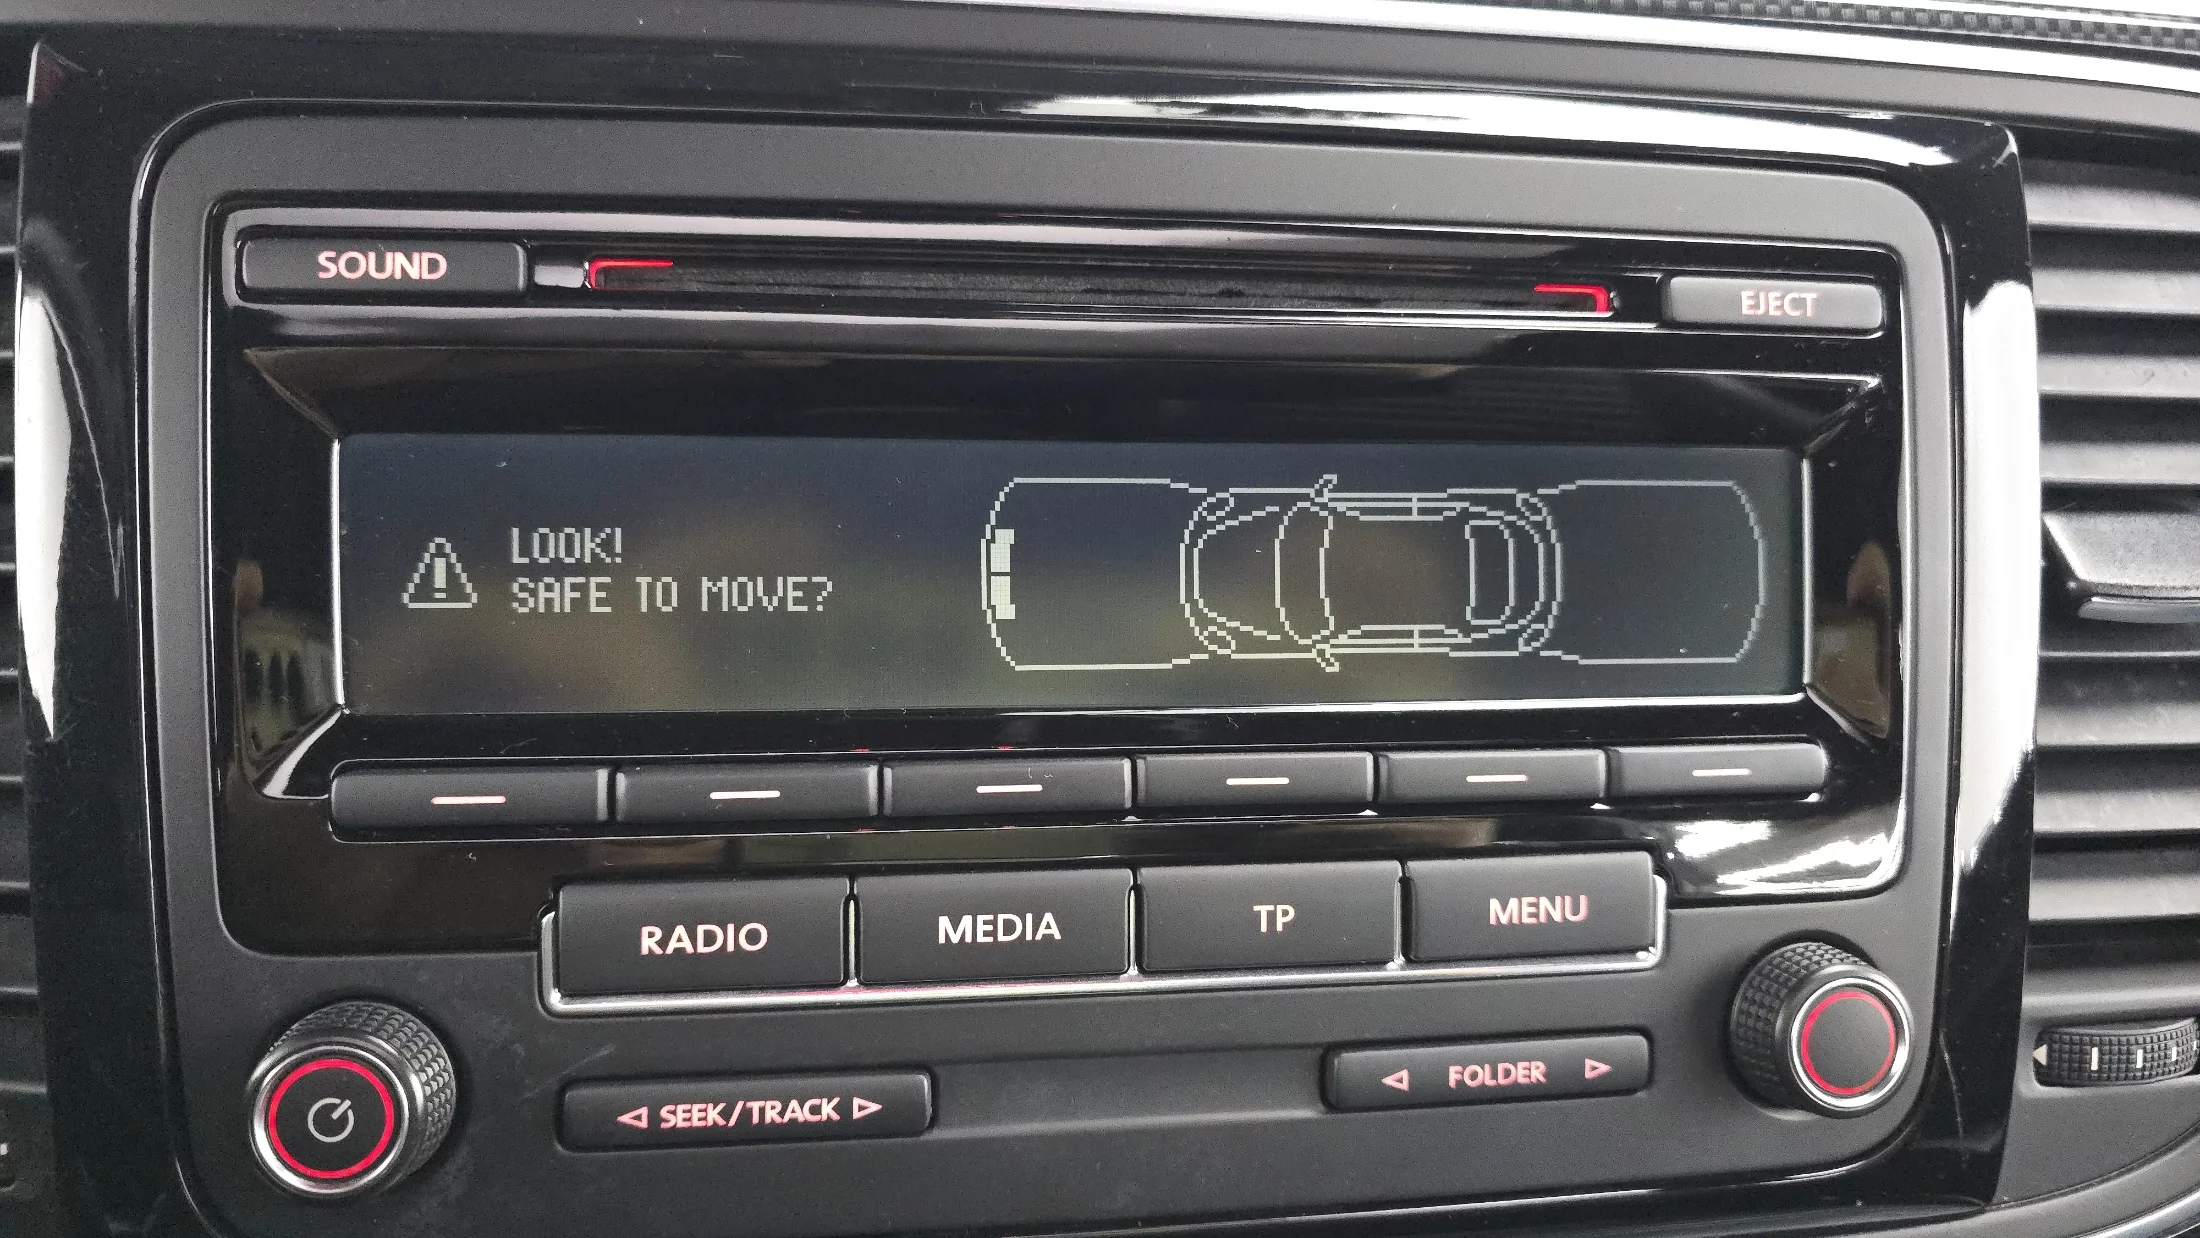 SOUND
EJECT
LOOK!
SAFE TO MOVE?
RADIO
MEDIA
TP
MENU
SEEK/TRACK
FOLDER